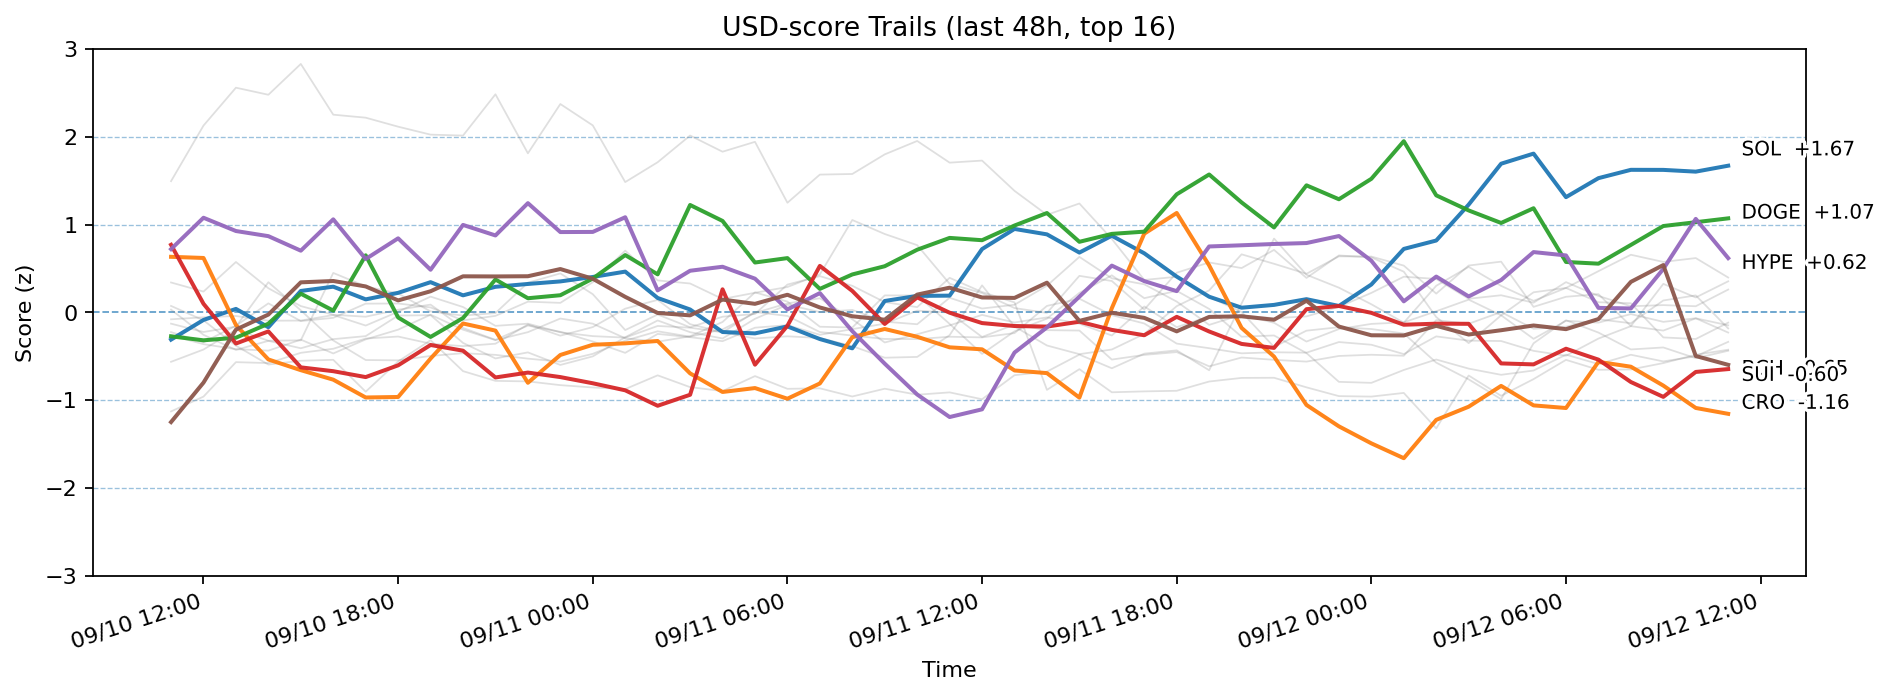 USD-score Trails (last 48h, top 16)
3
2
1
0
−1
−2
−3
Score (z)
SOL +1.67
DOGE +1.07
HYPE +0.62
SUI -0.60
CRO -1.16
09/10 12:00
09/10 18:00
09/11 00:00
09/11 06:00
09/11 12:00
09/11 18:00
09/12 00:00
09/12 06:00
09/12 12:00
Time